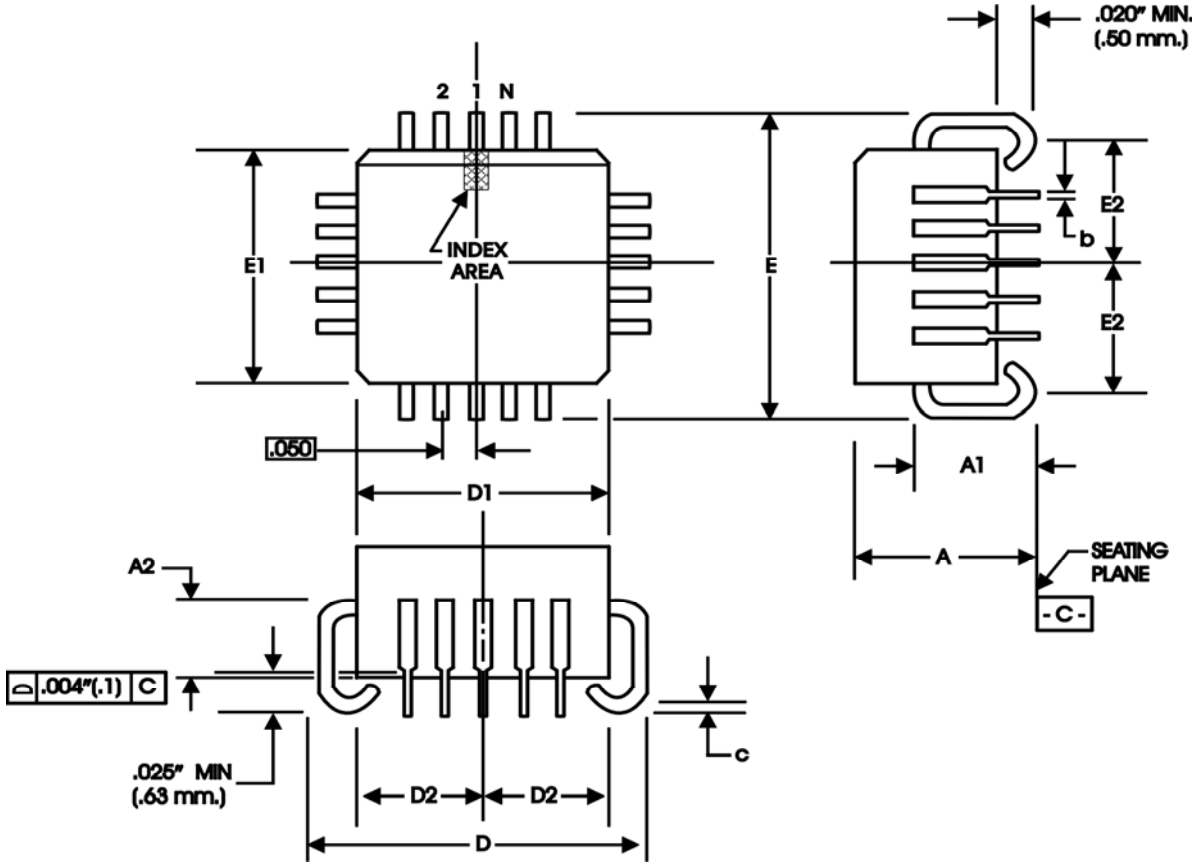 .020" MIN.
(.50 mm.)
2 1 N
INDEX
AREA
E1
E
E2
b
E2
.050
D1
A1
A
SEATING
PLANE
- C -
A2
⌓ .004"(.1) C
.025" MIN
(.63 mm.)
c
D2 D2
D